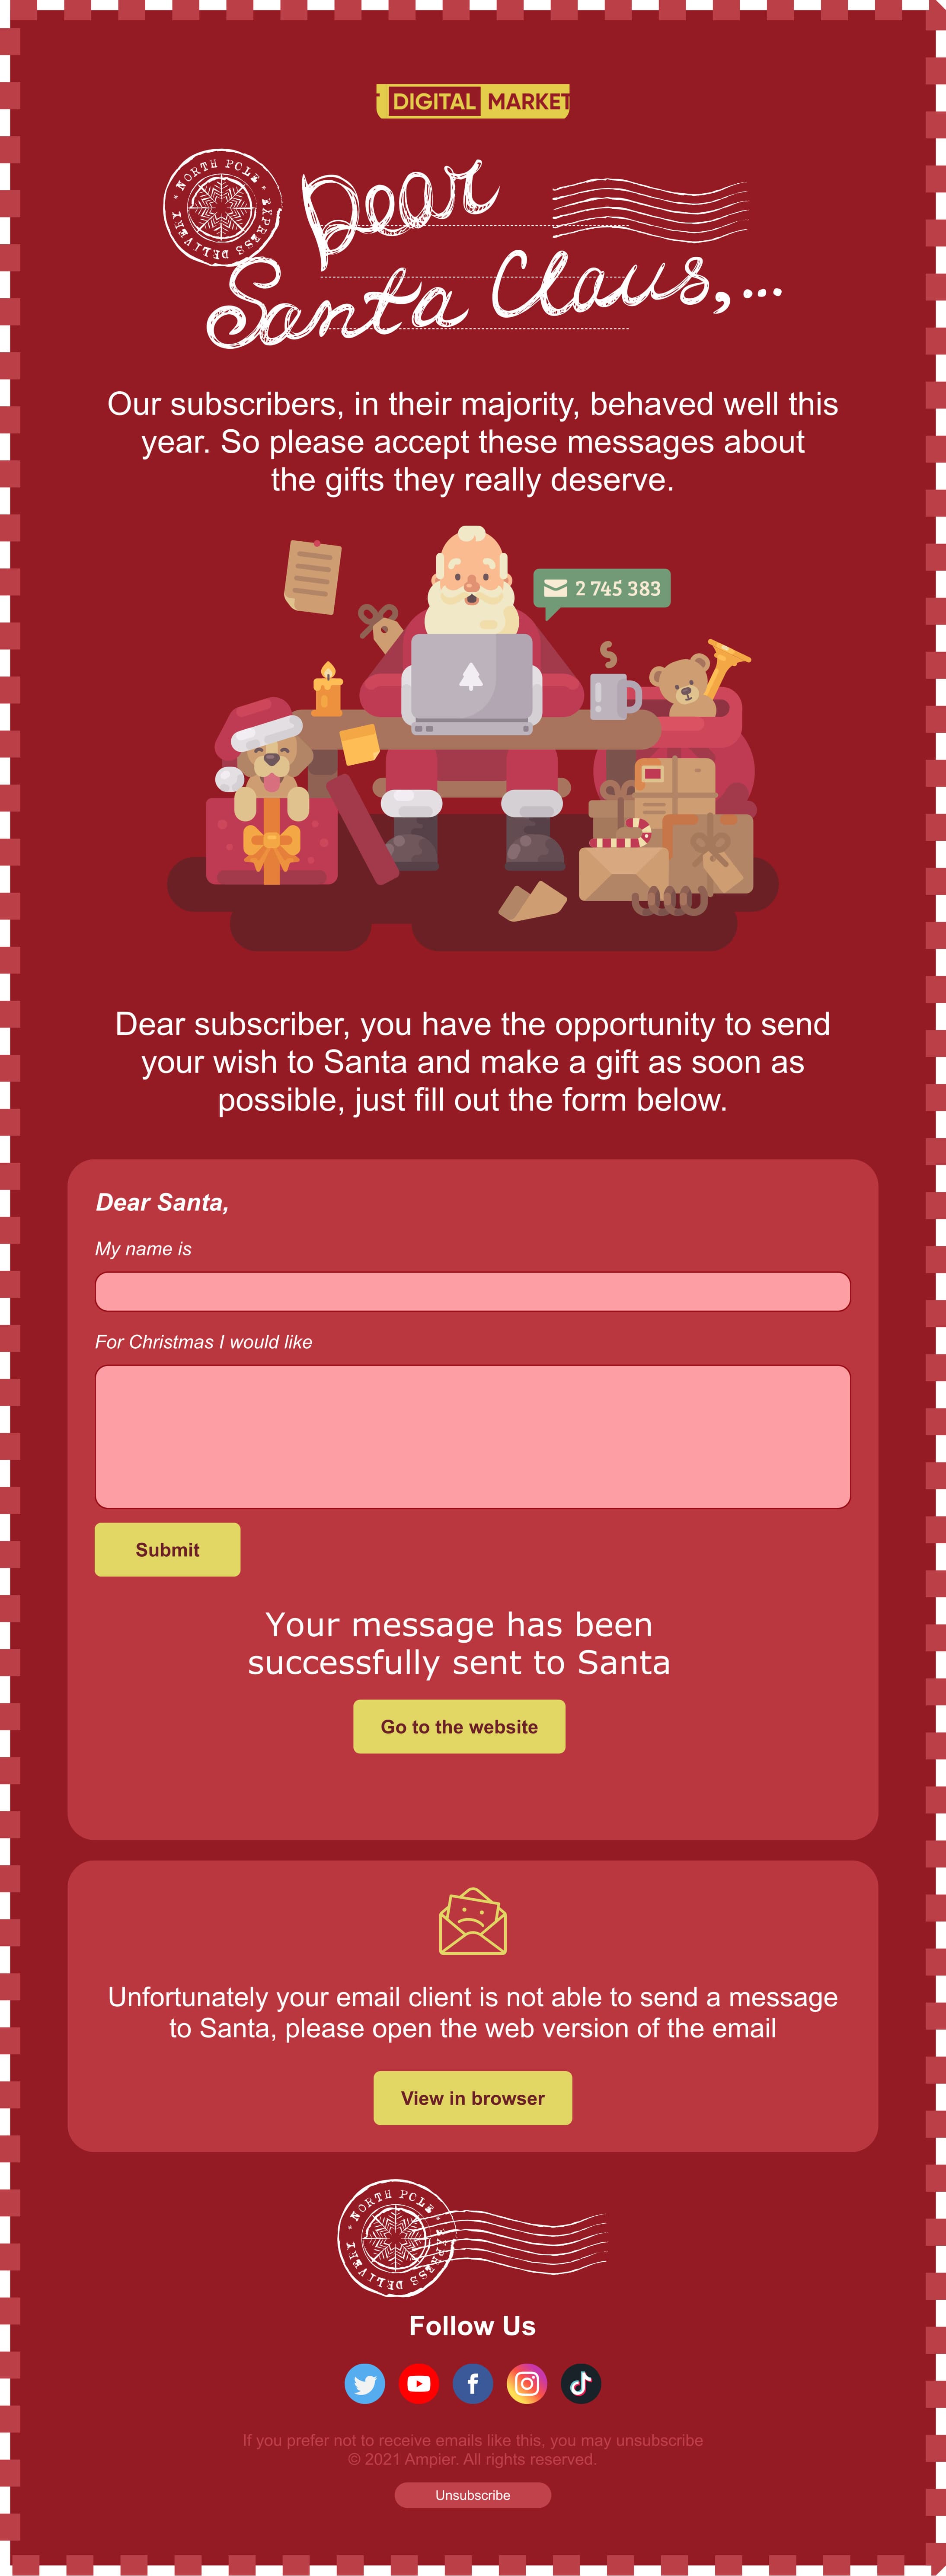 DIGITAL MARKET
NORTH POLE EXPRESS DELIVERY
Dear
Santa Claus,...
Our subscribers, in their majority, behaved well this
year. So please accept these messages about
the gifts they really deserve.
2 745 383
Dear subscriber, you have the opportunity to send
your wish to Santa and make a gift as soon as
possible, just fill out the form below.
Dear Santa,
My name is
For Christmas I would like
Submit
Your message has been
successfully sent to Santa
Go to the website
Unfortunately your email client is not able to send a message
to Santa, please open the web version of the email
View in browser
NORTH POLE EXPRESS DELIVERY
Follow Us
If you prefer not to receive emails like this, you may unsubscribe
© 2021 Ampier. All rights reserved.
Unsubscribe